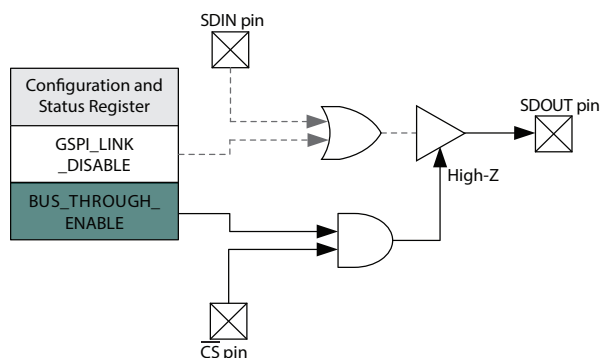 SDIN pin
Configuration and
Status Register
SDOUT pin
GSPI_LINK
_DISABLE
High-Z
BUS_THROUGH_
ENABLE
CS pin